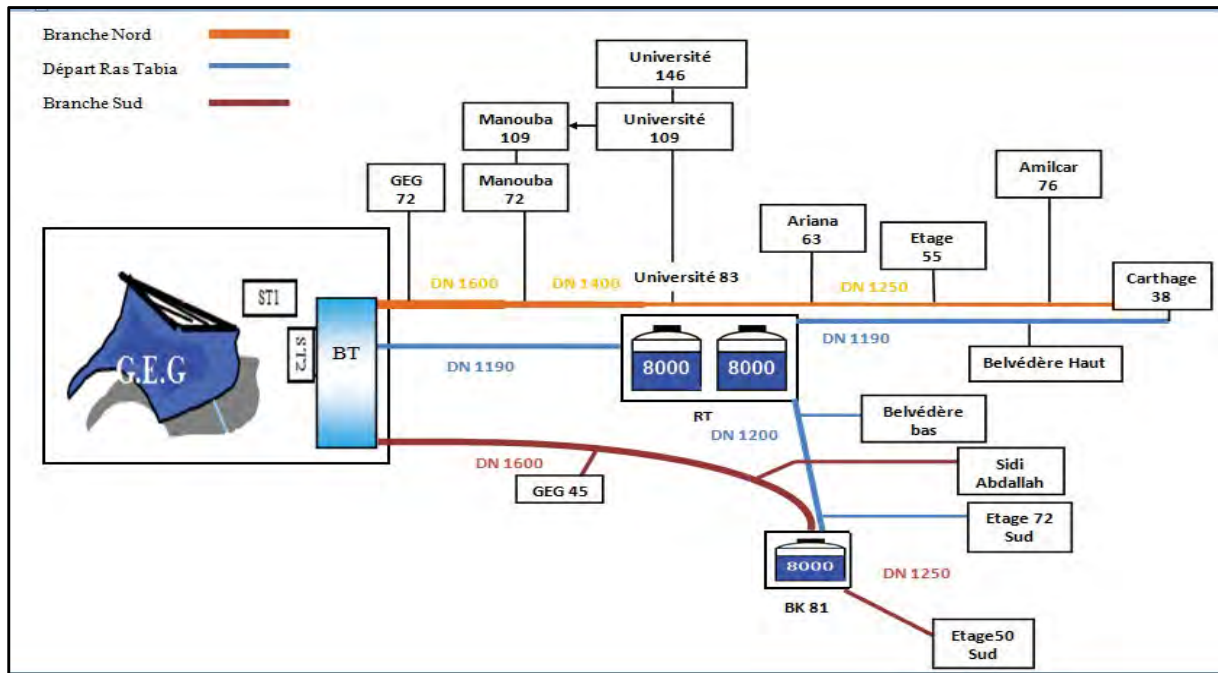 Branche Nord
Départ Ras Tabia
Branche Sud
Université
146
Manouba
109
Université
109
GEG
72
Manouba
72
Amilcar
76
Ariana
63
Etage
55
Université 83
Carthage
38
DN 1600
DN 1400
DN 1250
ST1
ST2
BT
G.E.G
DN 1190
8000
8000
RT
DN 1190
Belvédère Haut
Belvédère
bas
DN 1200
DN 1600
GEG 45
Sidi
Abdallah
Etage 72
Sud
8000
DN 1250
BK 81
Etage50
Sud